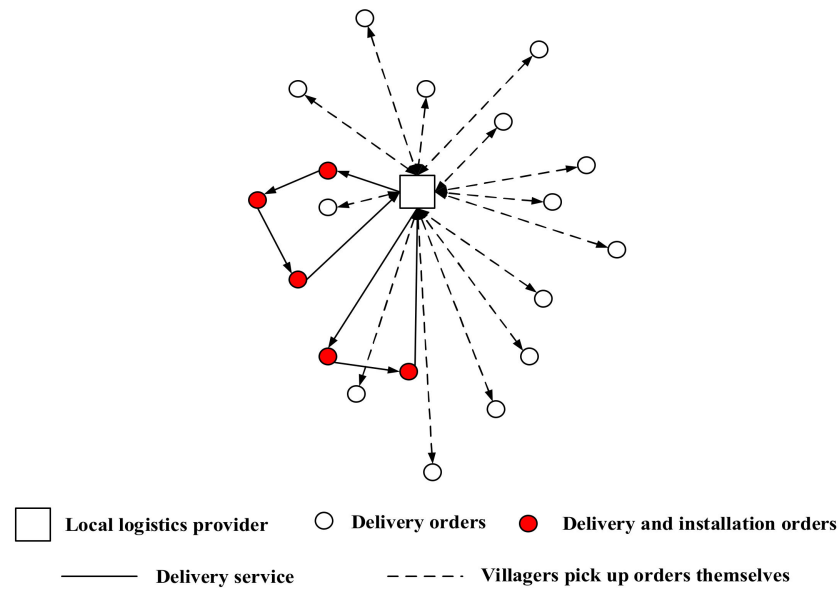 Local logistics provider
Delivery orders
Delivery and installation orders
Delivery service
Villagers pick up orders themselves